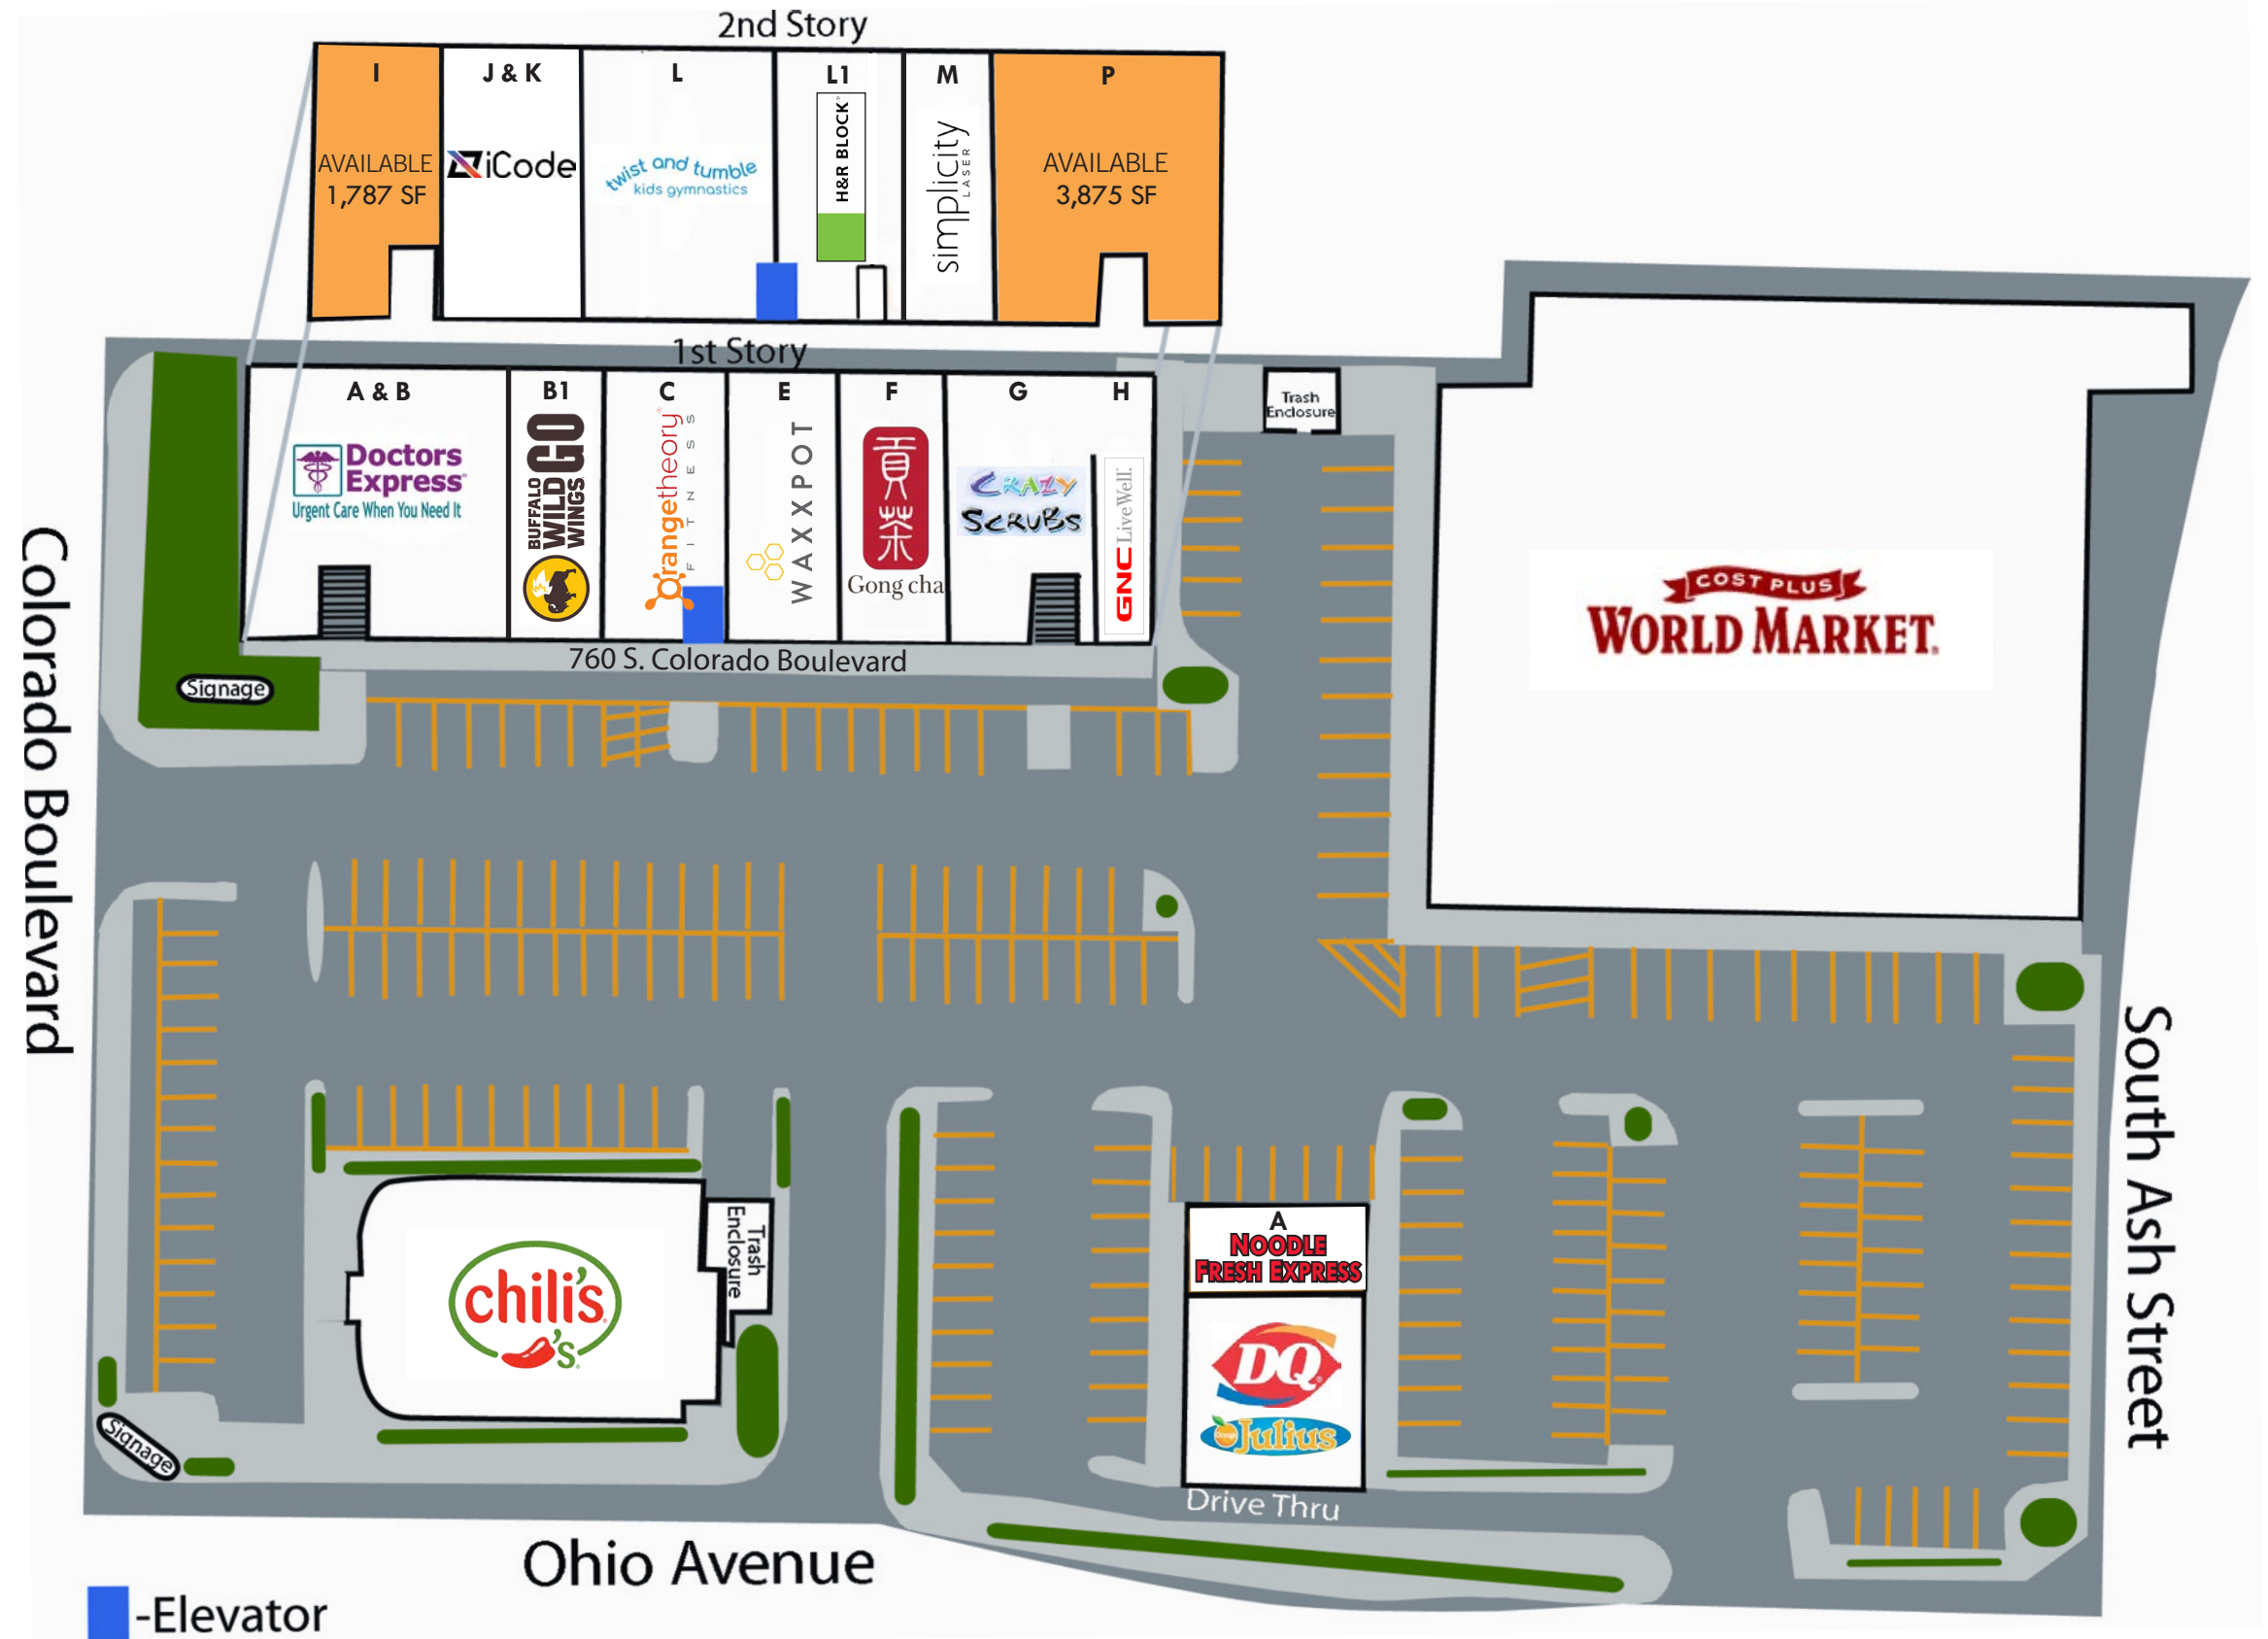 2nd Story
I
J & K
L
L1
M
P
AVAILABLE
1,787 SF
iCode
twist and tumble
kids gymnastics
H&R BLOCK
simplicity
LASER
AVAILABLE
3,875 SF
1st Story
A & B
B1
C
E
F
G
H
Doctors
Express
Urgent Care When You Need It
BUFFALO
WILD
WINGS
GO
Orangetheory®
FITNESS
WAXXPOT
貢茶
Gong cha
CRAZY
SCRUBS
GNC LiveWell.
760 S. Colorado Boulevard
Trash
Enclosure
COST PLUS
WORLD MARKET.
Signage
Colorado Boulevard
South Ash Street
chili's
's
Trash
Enclosure
A
NOODLE
FRESH EXPRESS
DQ
Orange
Julius
Drive Thru
Signage
Ohio Avenue
-Elevator